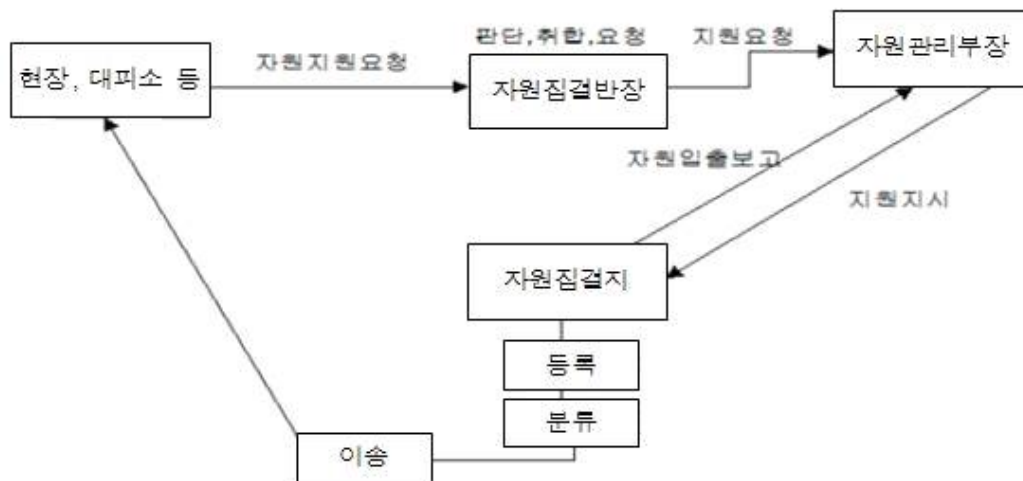 판단,취합,요청
지원요청
자원관리부장
현장, 대피소 등
자원지원요청
자원집결반장
자원입출보고
지원지시
자원집결지
등록
분류
이송